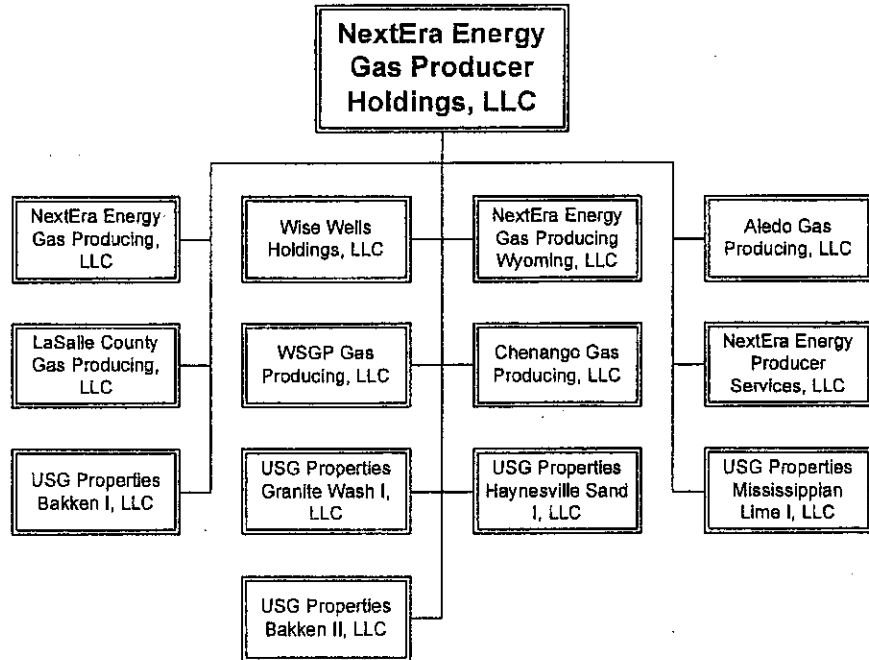 NextEra Energy
Gas Producer
Holdings, LLC
NextEra Energy
Gas Producing,
LLC
Wise Wells
Holdings, LLC
NextEra Energy
Gas Producing
Wyoming, LLC
Aledo Gas
Producing, LLC
LaSalle County
Gas Producing,
LLC
WSGP Gas
Producing, LLC
Chenango Gas
Producing, LLC
NextEra Energy
Producer
Services, LLC
USG Properties
Bakken I, LLC
USG Properties
Granite Wash I,
LLC
USG Properties
Haynesville Sand
I, LLC
USG Properties
Mississippian
Lime I, LLC
USG Properties
Bakken II, LLC